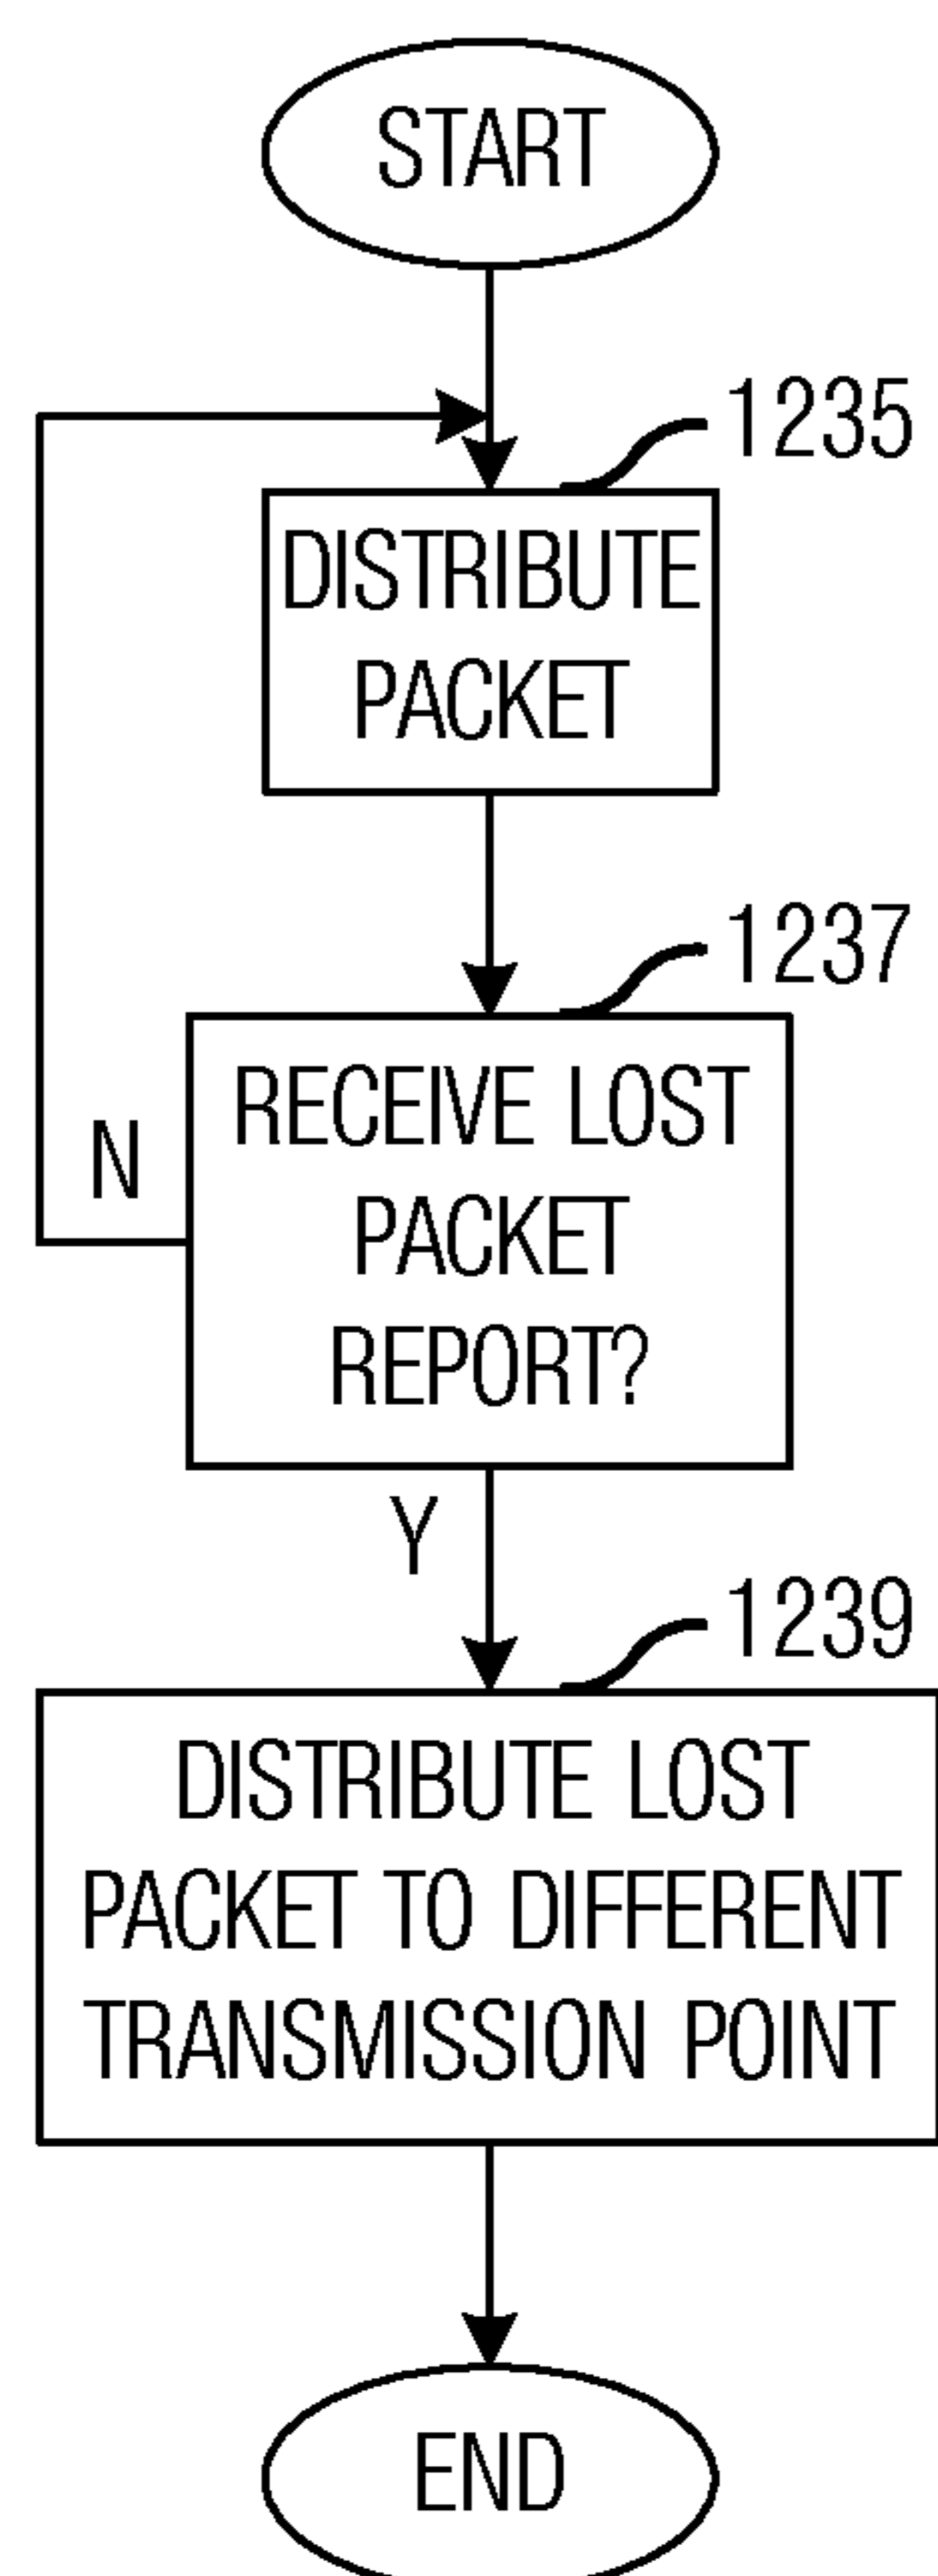 START
1235
DISTRIBUTE
PACKET
1237
RECEIVE LOST
PACKET
REPORT?
N
Y
1239
DISTRIBUTE LOST
PACKET TO DIFFERENT
TRANSMISSION POINT
END